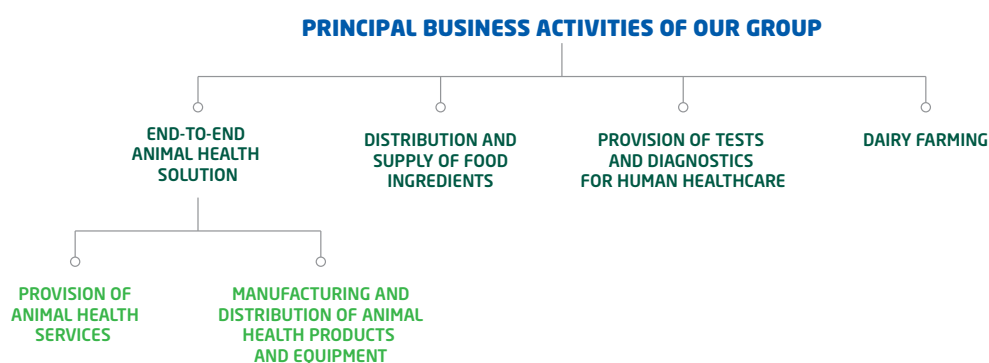 PRINCIPAL BUSINESS ACTIVITIES OF OUR GROUP
END-TO-END
ANIMAL HEALTH
SOLUTION
DISTRIBUTION AND
SUPPLY OF FOOD
INGREDIENTS
PROVISION OF TESTS
AND DIAGNOSTICS
FOR HUMAN HEALTHCARE
DAIRY FARMING
PROVISION OF
ANIMAL HEALTH
SERVICES
MANUFACTURING AND
DISTRIBUTION OF ANIMAL
HEALTH PRODUCTS
AND EQUIPMENT